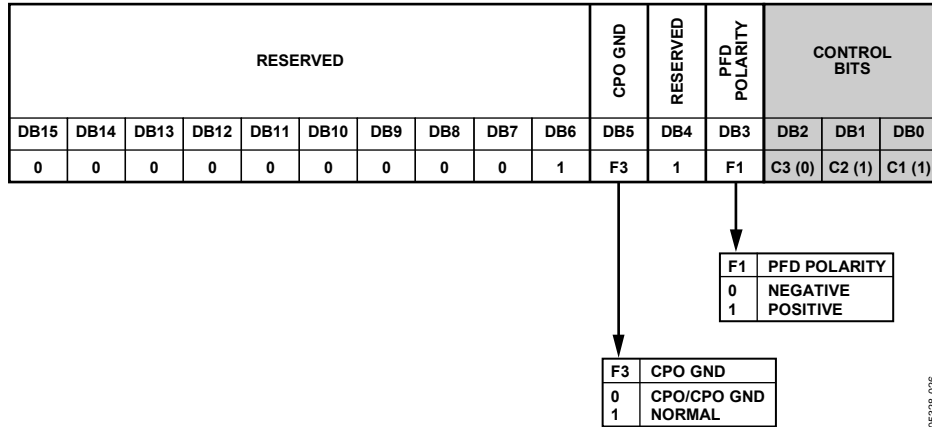 RESERVED
CPO GND
RESERVED
PFD
POLARITY
CONTROL
BITS
DB15 DB14 DB13 DB12 DB11 DB10 DB9 DB8 DB7 DB6 DB5 DB4 DB3 DB2 DB1 DB0
0 0 0 0 0 0 0 0 0 1 F3 1 F1 C3 (0) C2 (1) C1 (1)
F1 PFD POLARITY
0 NEGATIVE
1 POSITIVE
F3 CPO GND
0 CPO/CPO GND
1 NORMAL
05328-026